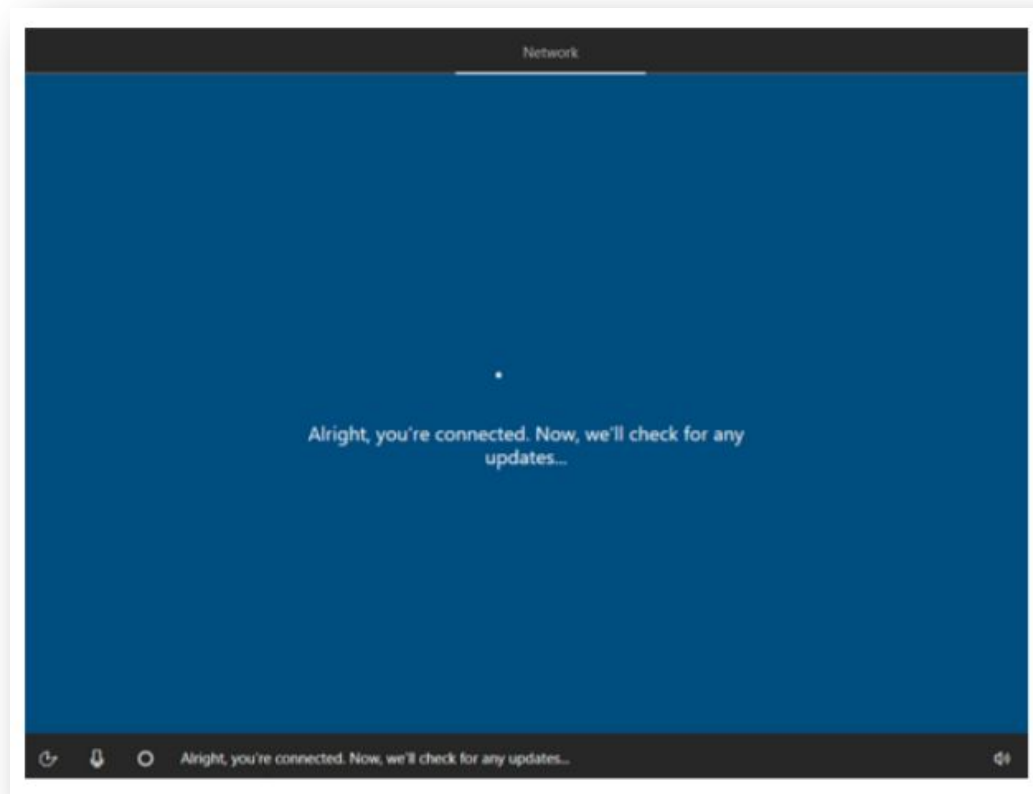 Network
Alright, you're connected. Now, we'll check for any
updates...
Alright, you're connected. Now, we'll check for any updates...